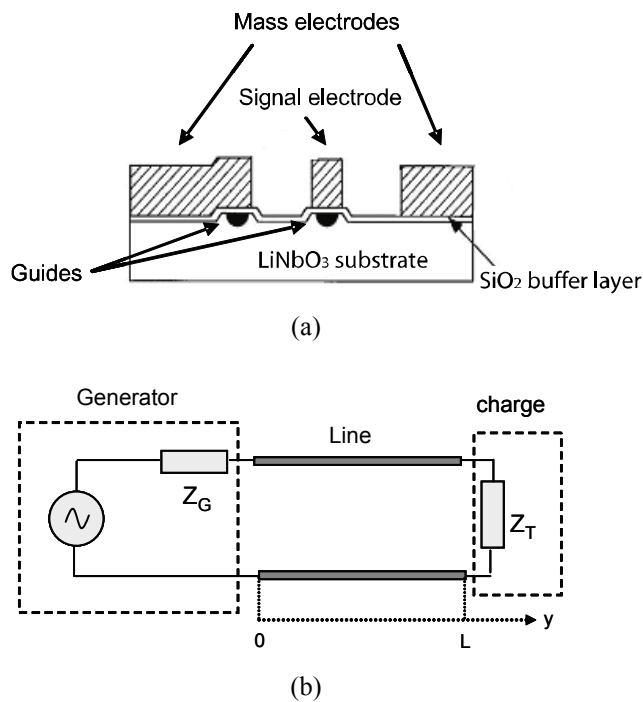 Mass electrodes
Signal electrode
Guides
LiNbO3 substrate
SiO2 buffer layer
(a)
Generator
charge
Line
ZG
ZT
0
L
y
(b)